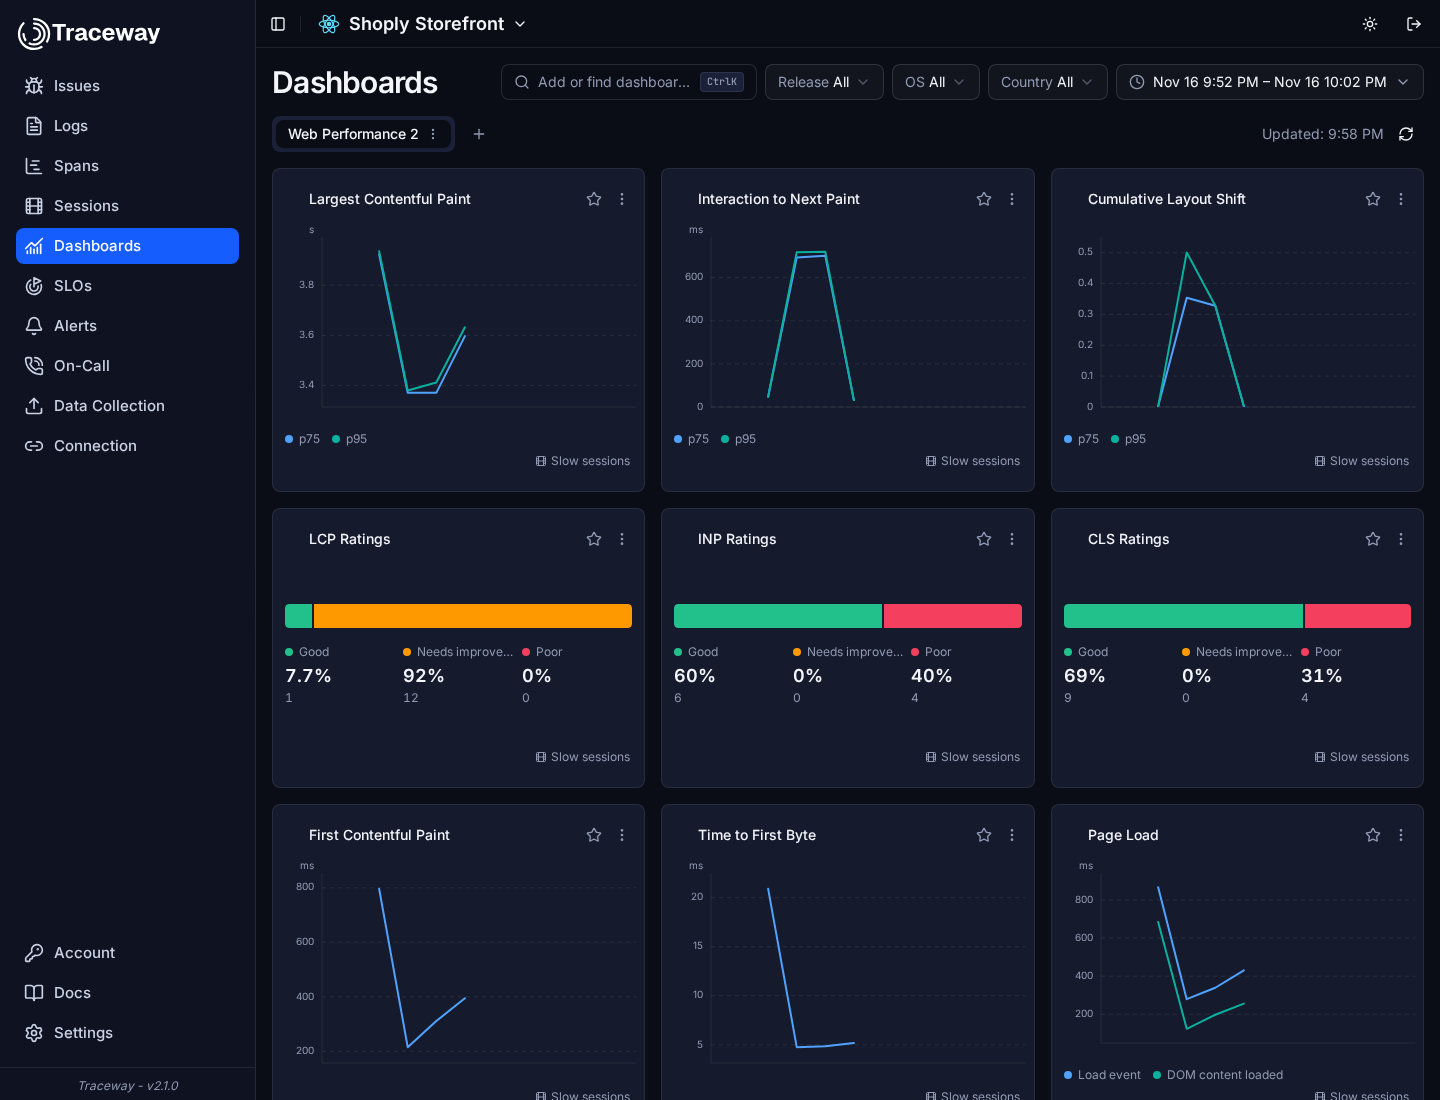 Traceway
Issues
Logs
Spans
Sessions
Dashboards
SLOs
Alerts
On-Call
Data Collection
Connection
Account
Docs
Settings
Traceway - v2.1.0
Shoply Storefront
Dashboards
Add or find dashboar... CtrlK
Release All
OS All
Country All
Nov 16 9:52 PM – Nov 16 10:02 PM
Web Performance 2
Updated: 9:58 PM
Largest Contentful Paint
s
3.8
3.6
3.4
p75 p95
Slow sessions
Interaction to Next Paint
ms
600
400
200
0
p75 p95
Slow sessions
Cumulative Layout Shift
0.5
0.4
0.3
0.2
0.1
0
p75 p95
Slow sessions
LCP Ratings
Good Needs improve... Poor
7.7% 92% 0%
1 12 0
Slow sessions
INP Ratings
Good Needs improve... Poor
60% 0% 40%
6 0 4
Slow sessions
CLS Ratings
Good Needs improve... Poor
69% 0% 31%
9 0 4
Slow sessions
First Contentful Paint
ms
800
600
400
200
Slow sessions
Time to First Byte
ms
20
15
10
5
Slow sessions
Page Load
ms
800
600
400
200
Load event DOM content loaded
Slow sessions